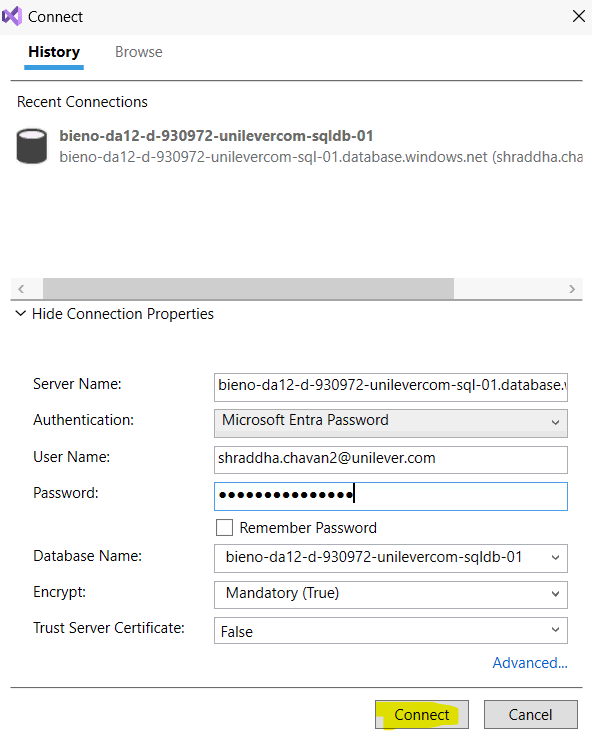 Connect
History Browse
Recent Connections
bieno-da12-d-930972-unilevercom-sqldb-01
bieno-da12-d-930972-unilevercom-sql-01.database.windows.net (shraddha.cha
Hide Connection Properties
Server Name: bieno-da12-d-930972-unilevercom-sql-01.database.
Authentication: Microsoft Entra Password
User Name: shraddha.chavan2@unilever.com
Password: ●●●●●●●●●●●●●●●
Remember Password
Database Name: bieno-da12-d-930972-unilevercom-sqldb-01
Encrypt: Mandatory (True)
Trust Server Certificate: False
Advanced...
Connect Cancel